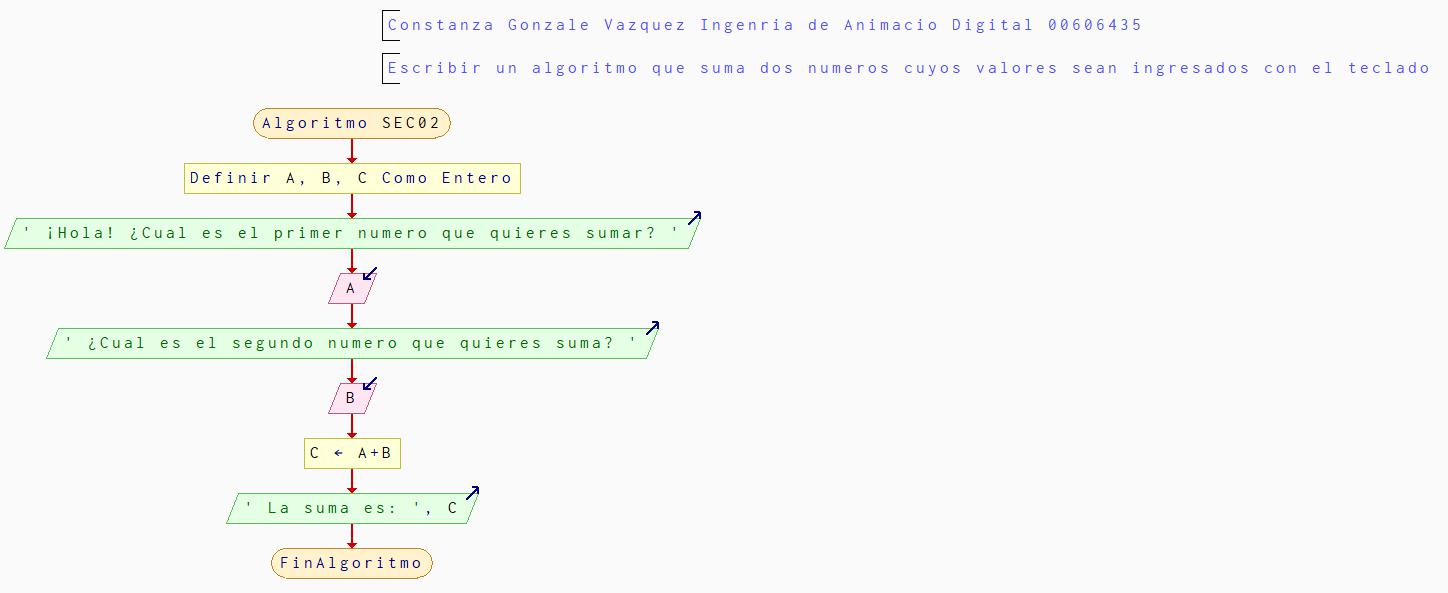 Constanza Gonzale Vazquez Ingenria de Animacio Digital 00606435
Escribir un algoritmo que suma dos numeros cuyos valores sean ingresados con el teclado
Algoritmo SEC02
Definir A, B, C Como Entero
' ¡Hola! ¿Cual es el primer numero que quieres sumar? '
A
' ¿Cual es el segundo numero que quieres suma? '
B
C ← A+B
' La suma es: ', C
FinAlgoritmo